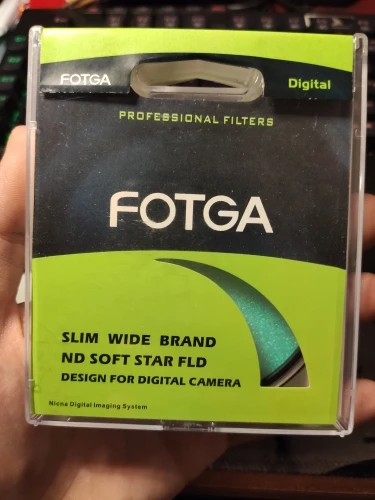 FOTGA
Digital
PROFESSIONAL FILTERS
FOTGA
SLIM WIDE BRAND
ND SOFT STAR FLD
DESIGN FOR DIGITAL CAMERA
Nicna Digital Imaging System